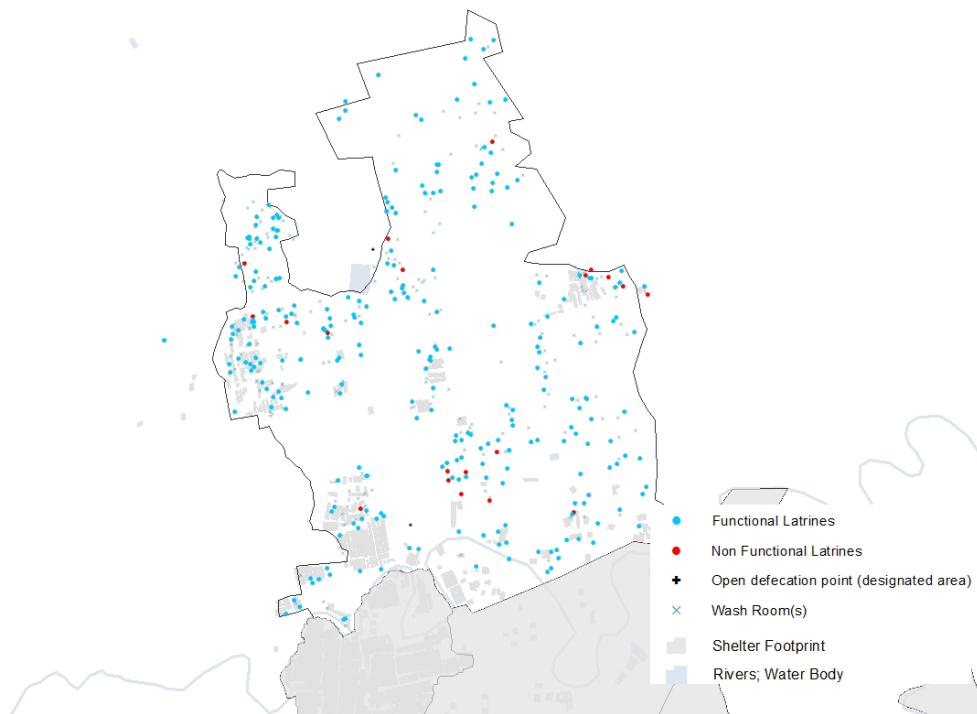 Functional Latrines
Non Functional Latrines
Open defecation point (designated area)
Wash Room(s)
Shelter Footprint
Rivers; Water Body